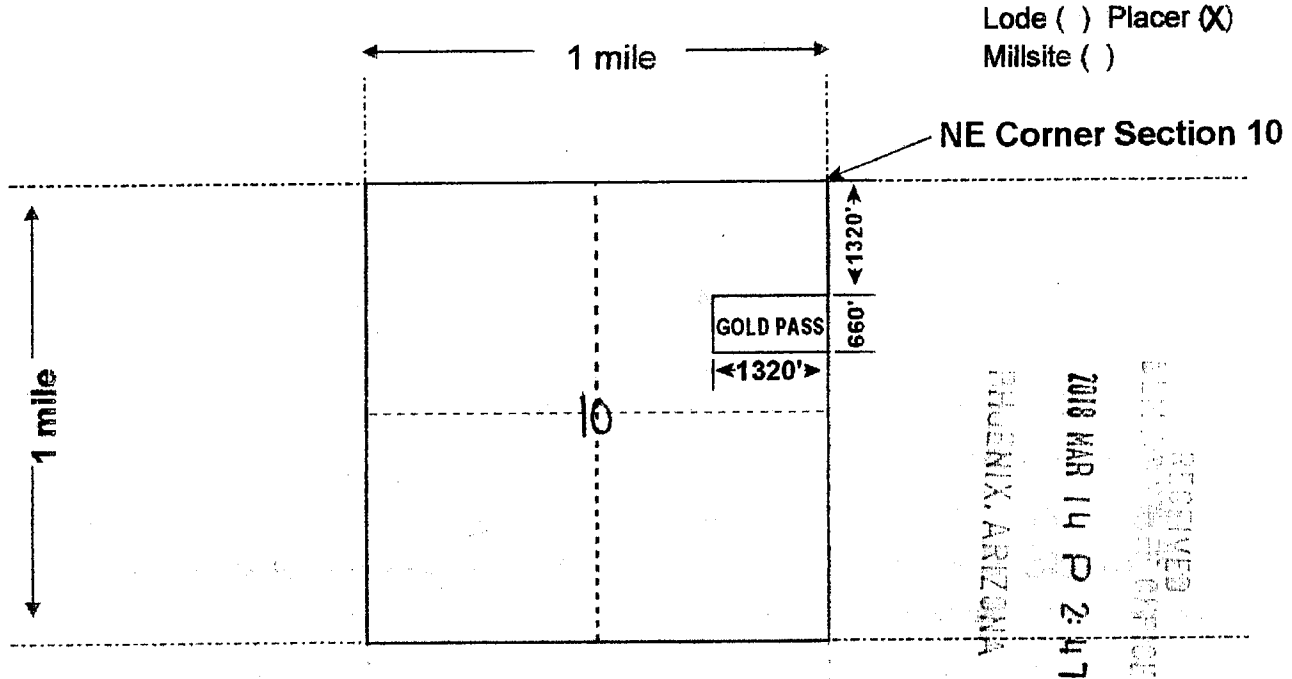 Lode ( ) Placer (X)
Millsite ( )
1 mile
NE Corner Section 10
1320'
660'
GOLD PASS
1320'
1 mile
10
RECEIVED
2018 MAR 14 P 2:47
PHOENIX, ARIZONA